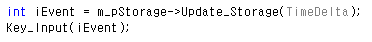 int iEvent = m_pStorage->Update_Storage(TimeDelta);
Key_Input(iEvent);